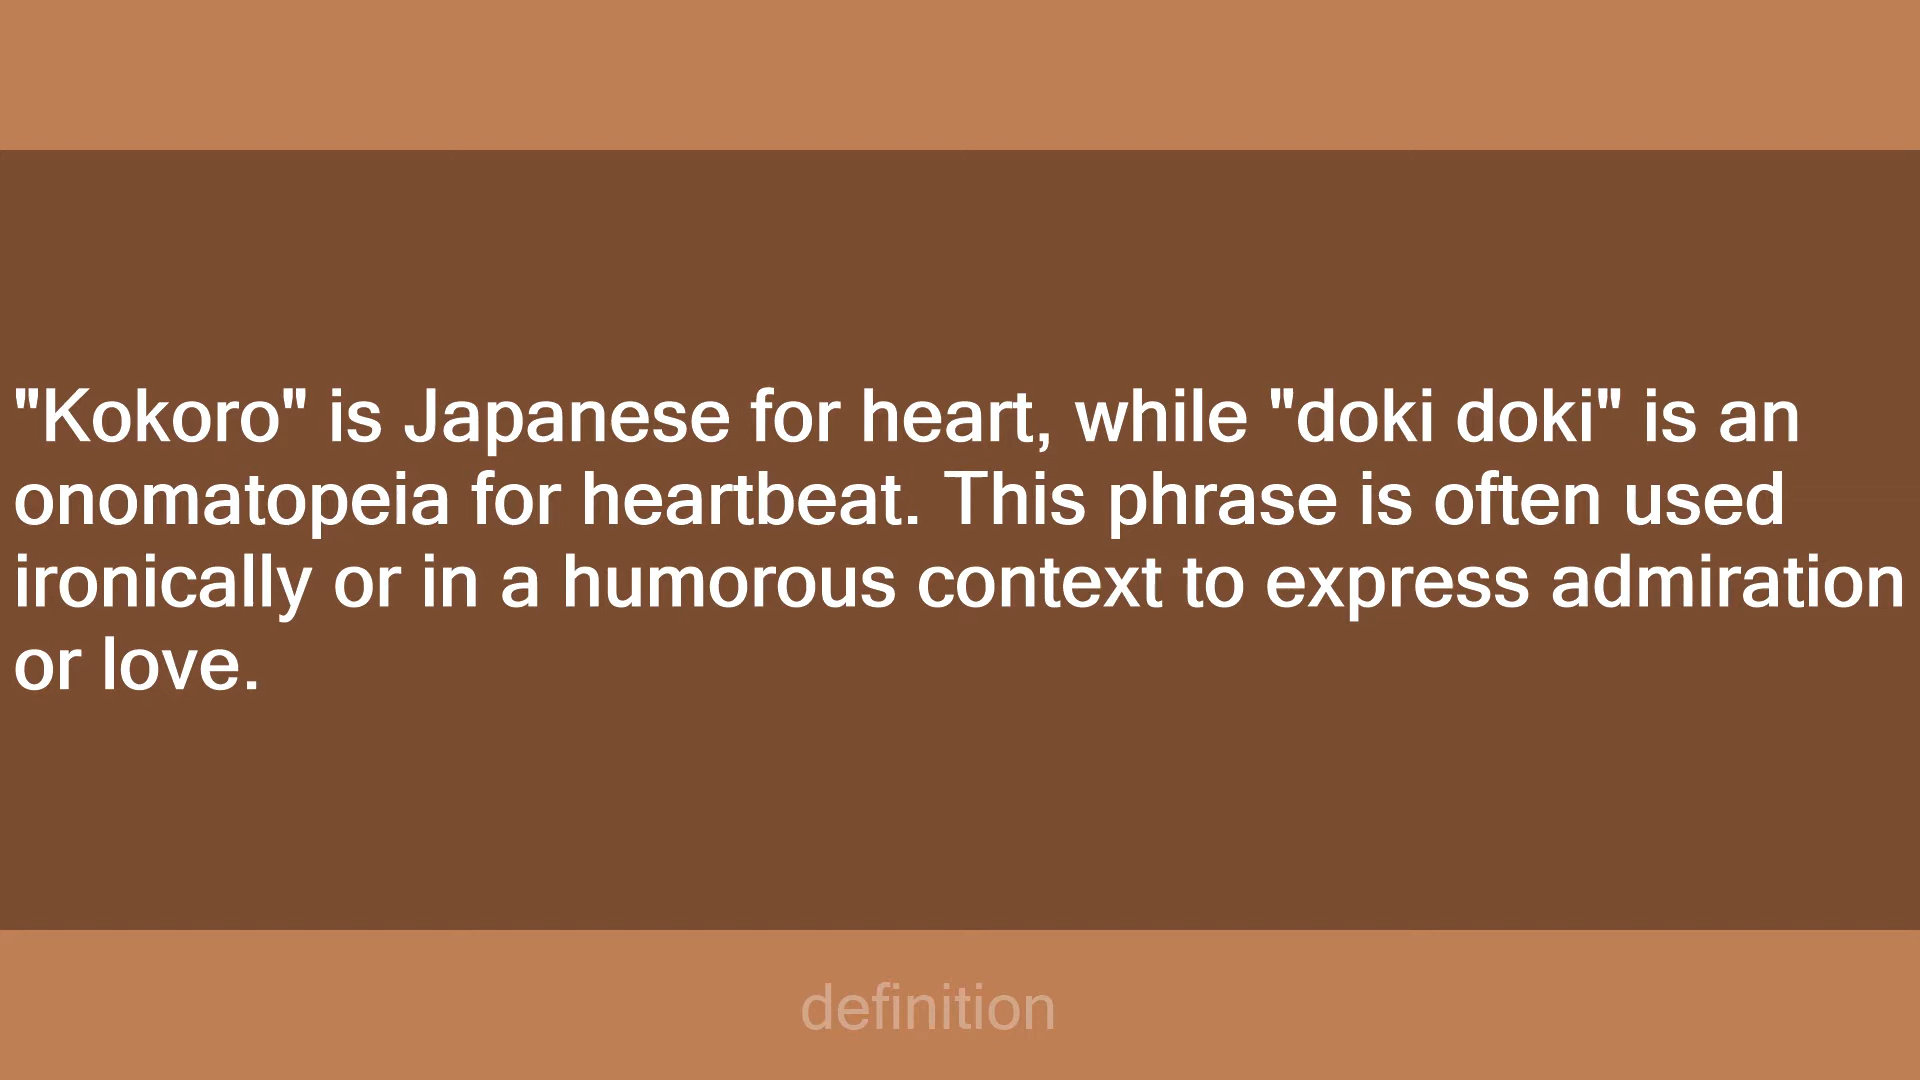 "Kokoro" is Japanese for heart, while "doki doki" is an
onomatopeia for heartbeat. This phrase is often used
ironically or in a humorous context to express admiration
or love.
definition